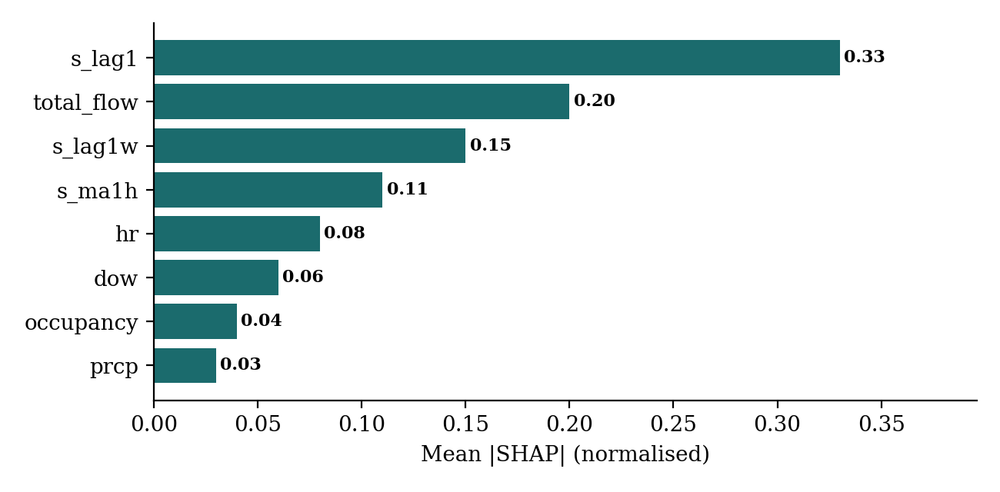 s_lag1 0.33
total_flow 0.20
s_lag1w 0.15
s_ma1h 0.11
hr 0.08
dow 0.06
occupancy 0.04
prcp 0.03
0.00 0.05 0.10 0.15 0.20 0.25 0.30 0.35
Mean |SHAP| (normalised)